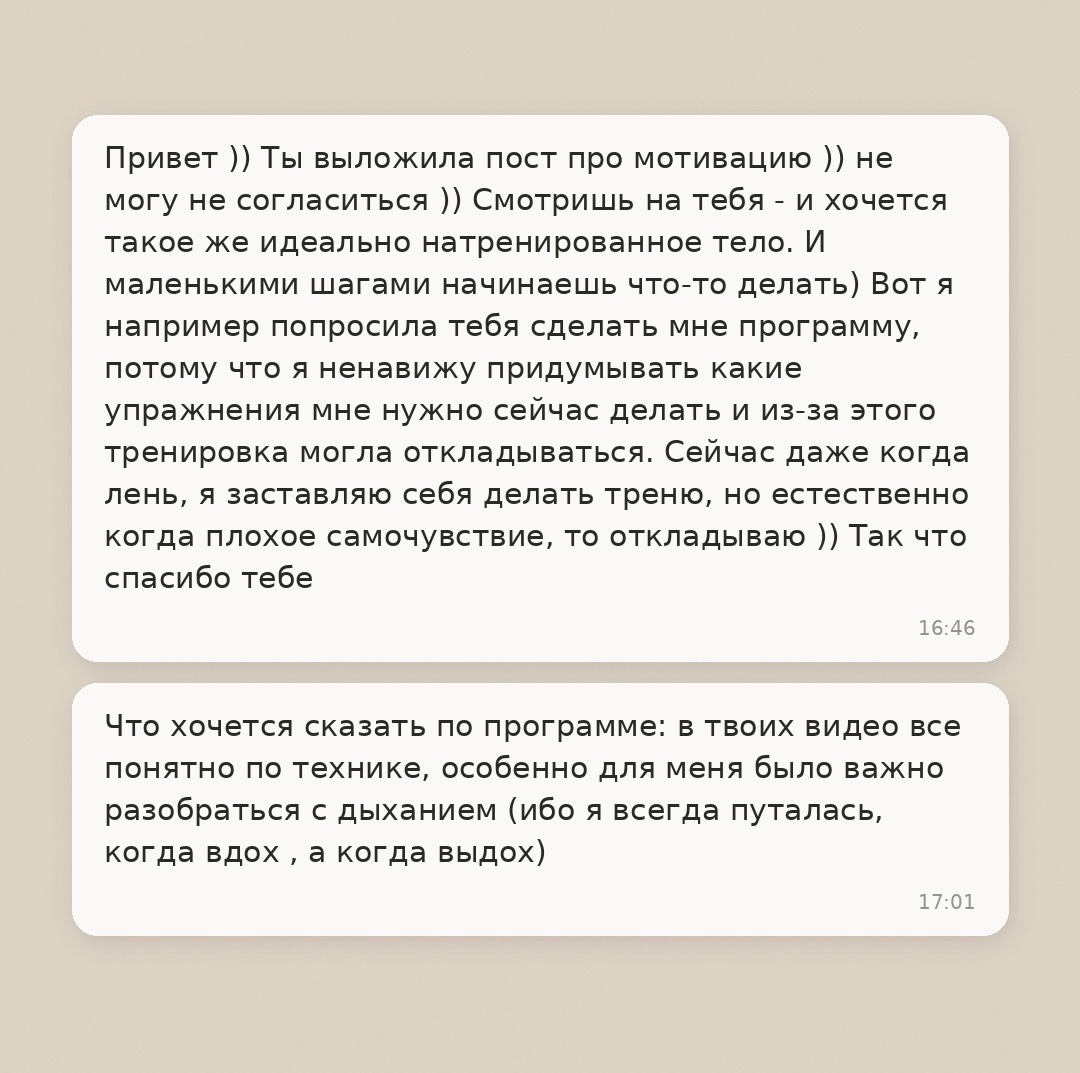 Привет )) Ты выложила пост про мотивацию )) не
могу не согласиться )) Смотришь на тебя - и хочется
такое же идеально натренированное тело. И
маленькими шагами начинаешь что-то делать) Вот я
например попросила тебя сделать мне программу,
потому что я ненавижу придумывать какие
упражнения мне нужно сейчас делать и из-за этого
тренировка могла откладываться. Сейчас даже когда
лень, я заставляю себя делать треню, но естественно
когда плохое самочувствие, то откладываю )) Так что
спасибо тебе
16:46
Что хочется сказать по программе: в твоих видео все
понятно по технике, особенно для меня было важно
разобраться с дыханием (ибо я всегда путалась,
когда вдох , а когда выдох)
17:01